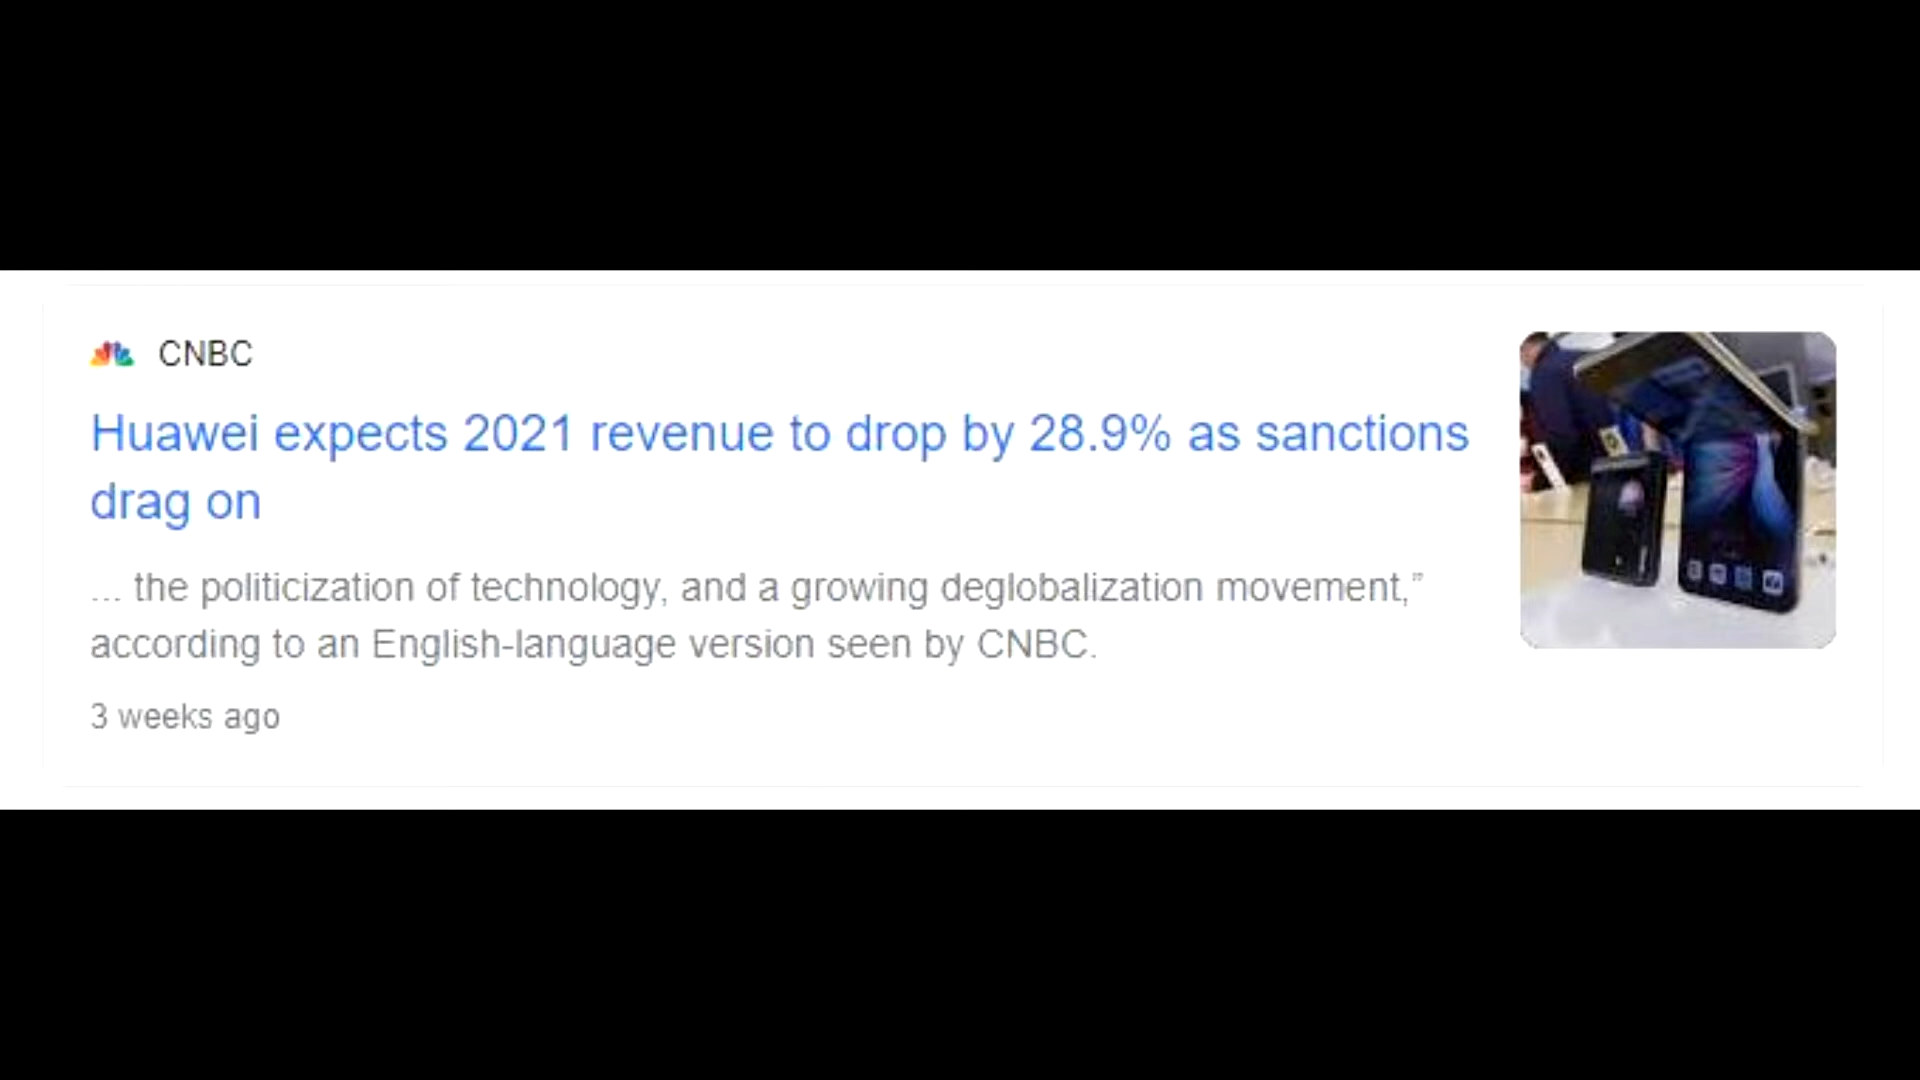 CNBC
Huawei expects 2021 revenue to drop by 28.9% as sanctions
drag on
... the politicization of technology, and a growing deglobalization movement,”
according to an English-language version seen by CNBC.
3 weeks ago